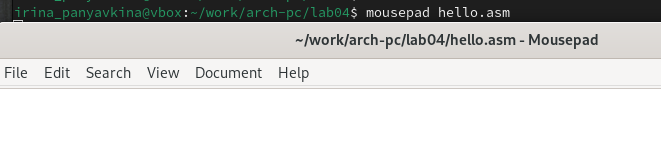 irina_panyavkina@vbox:~/work/arch-pc/lab04$ mousepad hello.asm
~/work/arch-pc/lab04/hello.asm - Mousepad
File Edit Search View Document Help